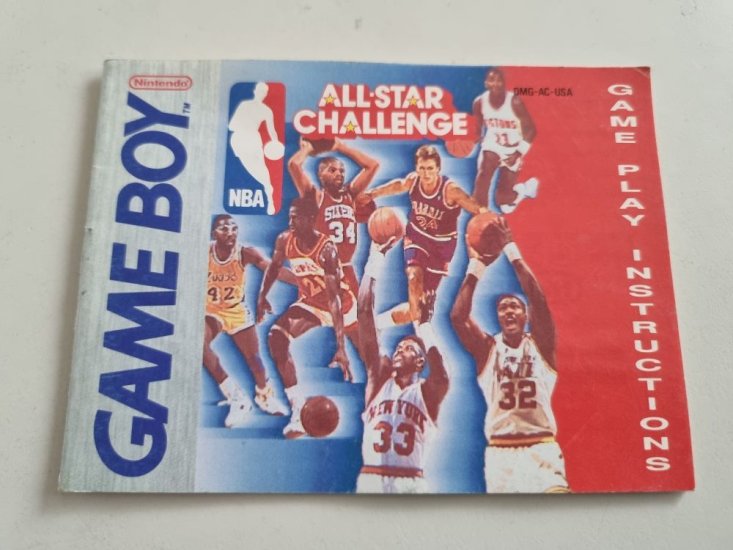 Nintendo
GAME BOY
TM
NBA
ALL-STAR
CHALLENGE
DMG-AC-USA
GAME PLAY INSTRUCTIONS
42
21
34
NEW YORK
33
32